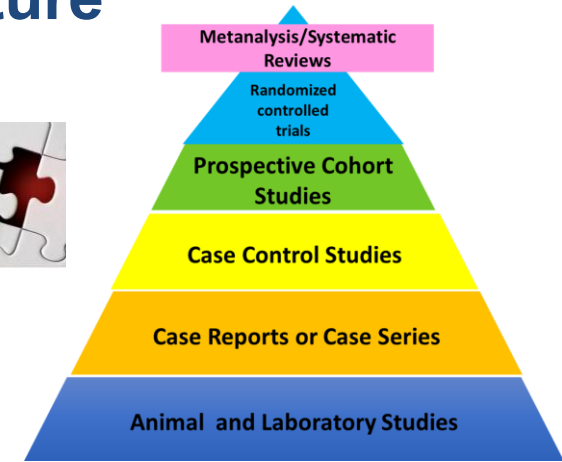 Metanalysis/Systematic
Reviews
Randomized
controlled
trials
Prospective Cohort
Studies
Case Control Studies
Case Reports or Case Series
Animal and Laboratory Studies